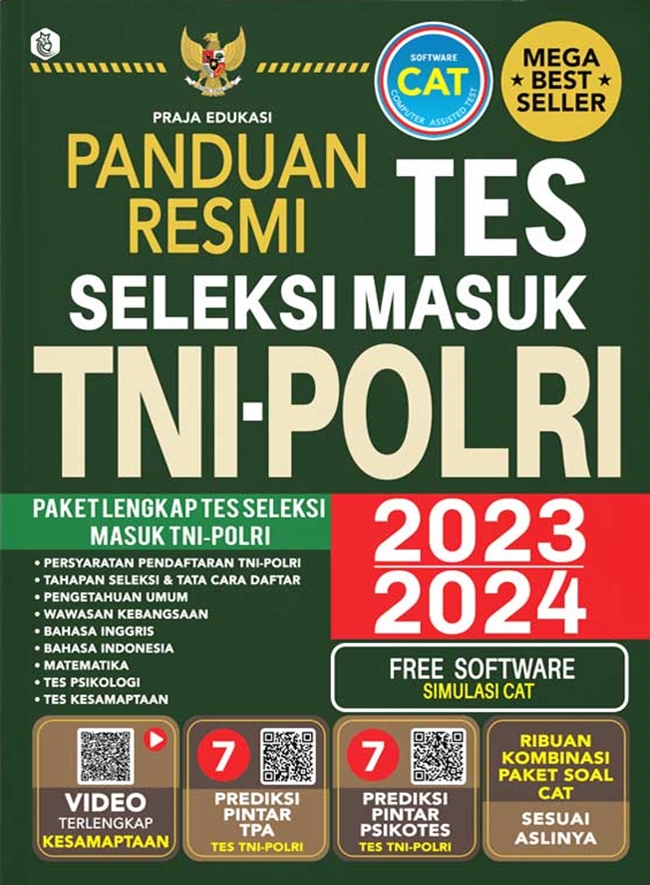 SOFTWARE
CAT
COMPUTER ASSISTED TEST
MEGA
BEST
SELLER
PRAJA EDUKASI
PANDUAN
RESMI
TES
SELEKSI MASUK
TNI-POLRI
PAKET LENGKAP TES SELEKSI
MASUK TNI-POLRI
2023
2024
• PERSYARATAN PENDAFTARAN TNI-POLRI
• TAHAPAN SELEKSI & TATA CARA DAFTAR
• PENGETAHUAN UMUM
• WAWASAN KEBANGSAAN
• BAHASA INGGRIS
• BAHASA INDONESIA
• MATEMATIKA
• TES PSIKOLOGI
• TES KESAMAPTAAN
FREE SOFTWARE
SIMULASI CAT
VIDEO
TERLENGKAP
KESAMAPTAAN
7
PREDIKSI
PINTAR
TPA
TES TNI-POLRI
7
PREDIKSI
PINTAR
PSIKOTES
TES TNI-POLRI
RIBUAN
KOMBINASI
PAKET SOAL
CAT
SESUAI
ASLINYA